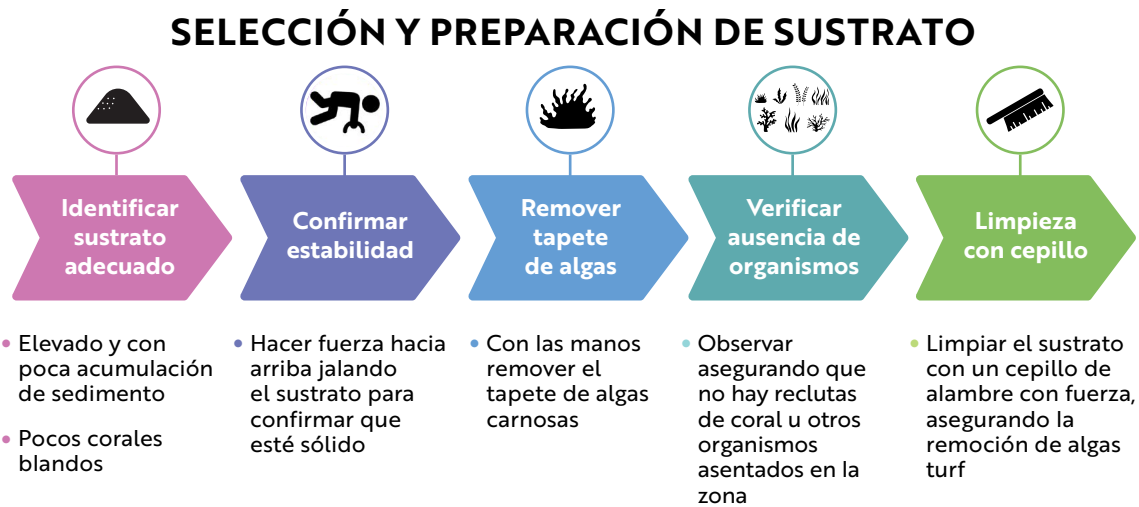 SELECCIÓN Y PREPARACIÓN DE SUSTRATO
Identificar
sustrato
adecuado
Confirmar
estabilidad
Remover
tapete
de algas
Verificar
ausencia de
organismos
Limpieza
con cepillo
• Elevado y con
poca acumulación
de sedimento
• Pocos corales
blandos
• Hacer fuerza hacia
arriba jalando
el sustrato para
confirmar que
esté sólido
• Con las manos
remover el
tapete de algas
carnosas
• Observar
asegurando que
no hay reclutas
de coral u otros
organismos
asentados en la
zona
• Limpiar el sustrato
con un cepillo de
alambre con fuerza,
asegurando la
remoción de algas
turf